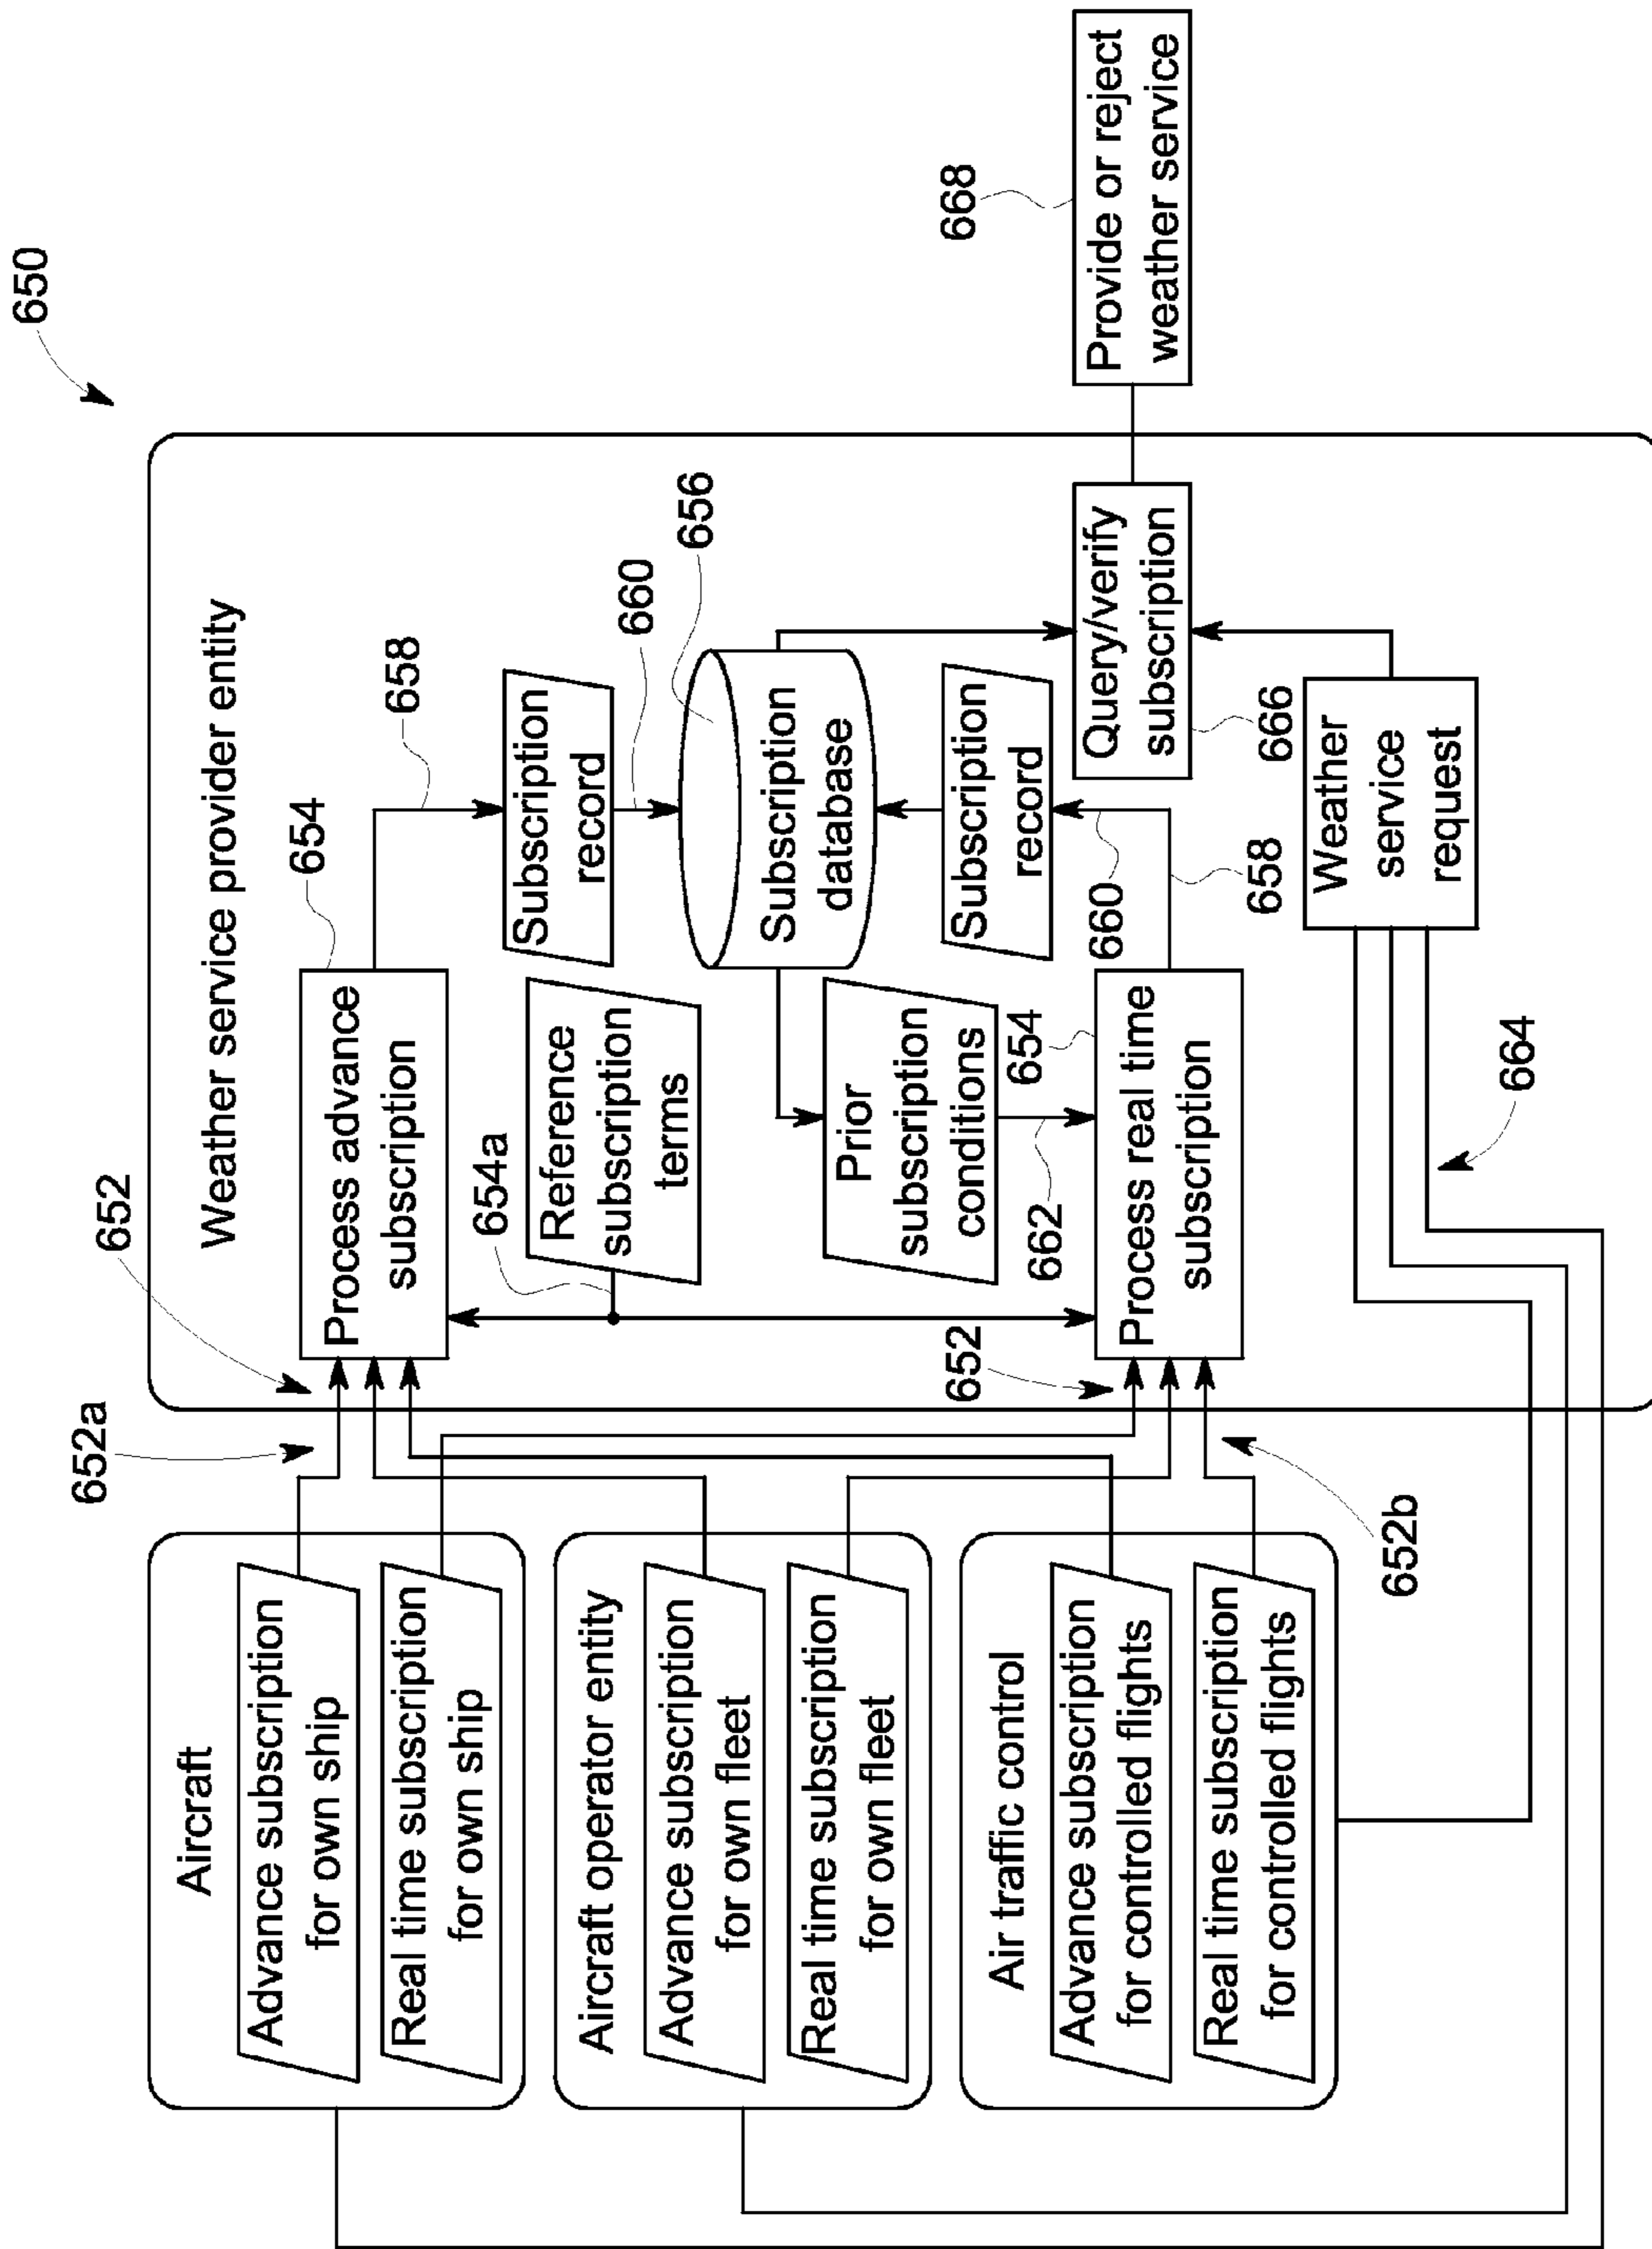 650
Aircraft
Advance subscription
for own ship
Real time subscription
for own ship
Aircraft operator entity
Advance subscription
for own fleet
Real time subscription
for own fleet
Air traffic control
Advance subscription
for controlled flights
Real time subscription
for controlled flights
652a
652
652
652b
Weather service provider entity
654
Process advance
subscription
654a
Reference
subscription
terms
Prior
subscription
conditions
662
654
Process real time
subscription
658
Subscription
record
660
656
Subscription
database
Subscription
record
660
658
664
Weather
service
request
Query/verify
subscription
666
668
Provide or reject
weather service